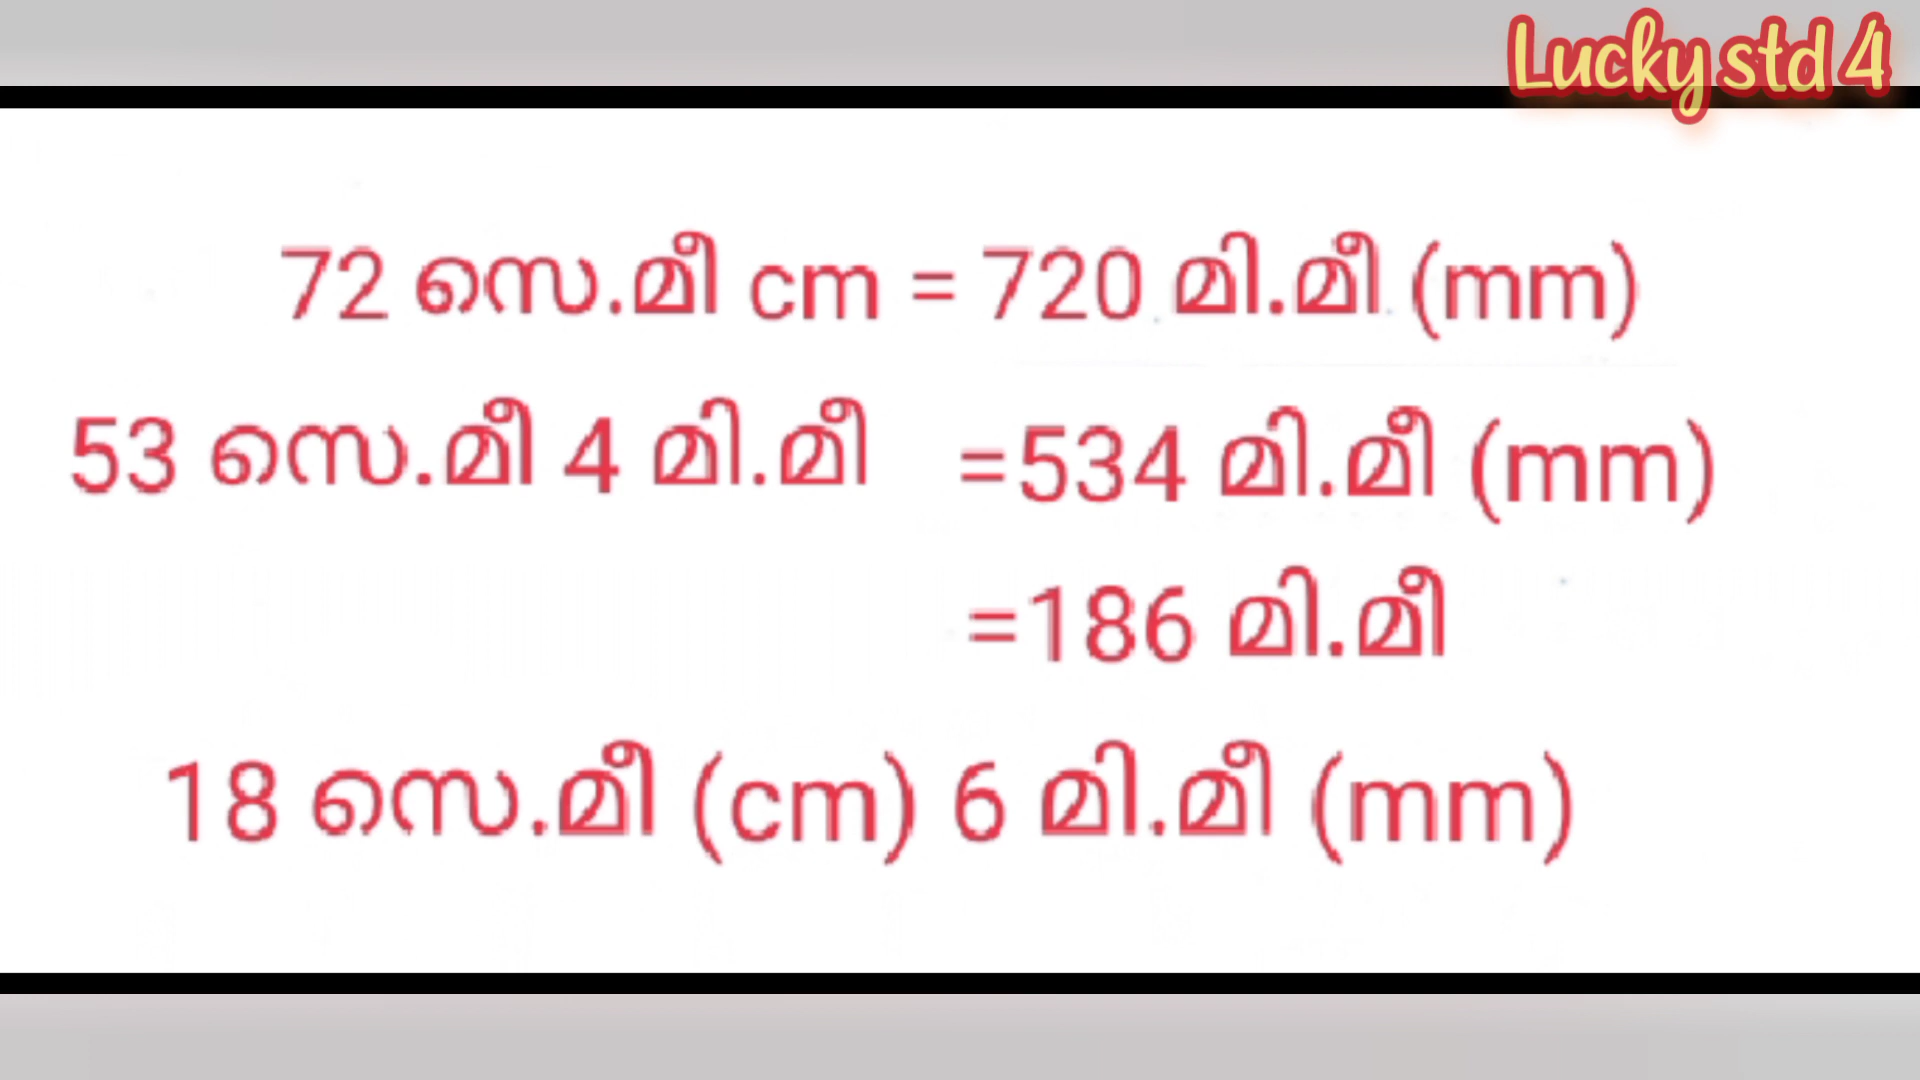 Lucky std 4
72 സെ.മീ cm = 720 മി.മീ (mm)
53 സെ.മീ 4 മി.മീ =534 മി.മീ (mm)
=186 മി.മീ
18 സെ.മീ (cm) 6 മി.മീ (mm)